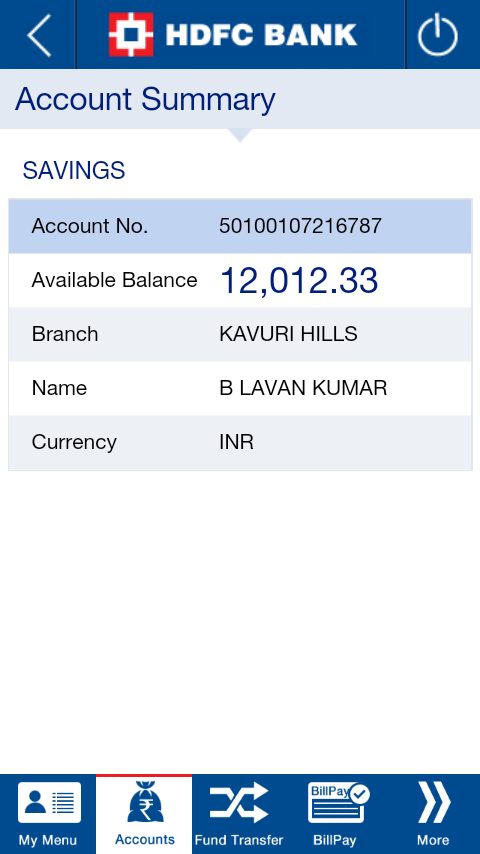 HDFC BANK
Account Summary
SAVINGS
Account No. 50100107216787
Available Balance 12,012.33
Branch KAVURI HILLS
Name B LAVAN KUMAR
Currency INR
BillPay
My Menu Accounts Fund Transfer BillPay More